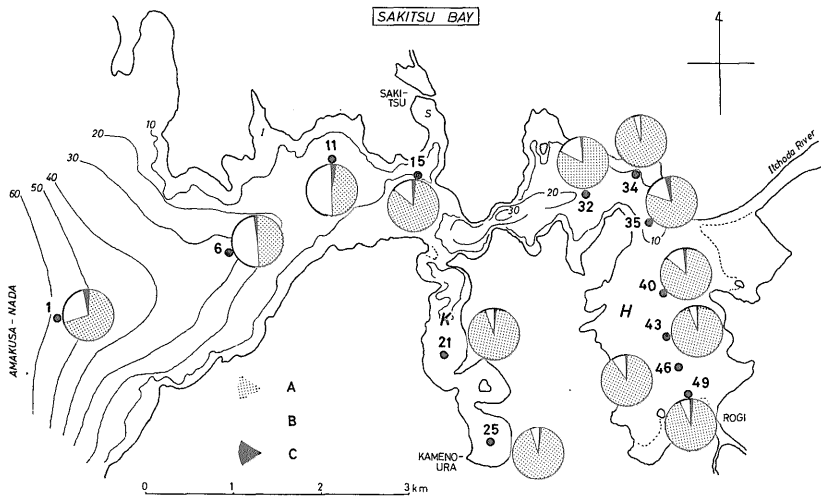 SAKITSU BAY
4
SAKI-
TSU
S
I
10
20
30
40
50
60
11
15
Itchoda River
34
32
20
30
35
10
6
1
40
H
43
K
21
46
49
AMAKUSA-NADA
A
B
C
ROGI
25
KAMENO-
URA
0 1 2 3 km